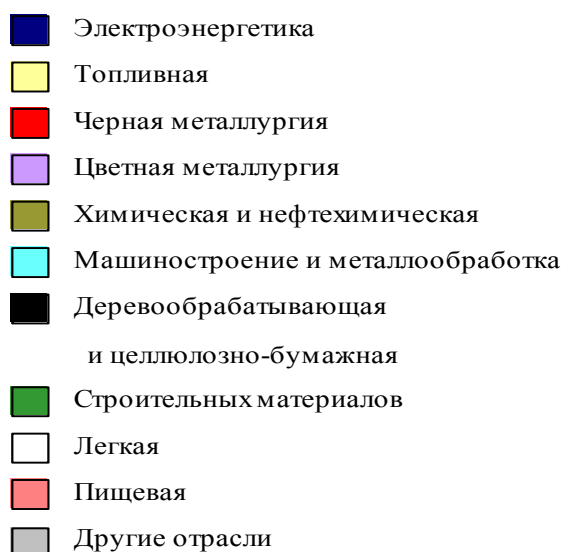 Электроэнергетика
Топливная
Черная металлургия
Цветная металлургия
Химическая и нефтехимическая
Машиностроение и металлообработка
Деревообрабатывающая
и целлюлозно-бумажная
Строительных материалов
Легкая
Пищевая
Другие отрасли